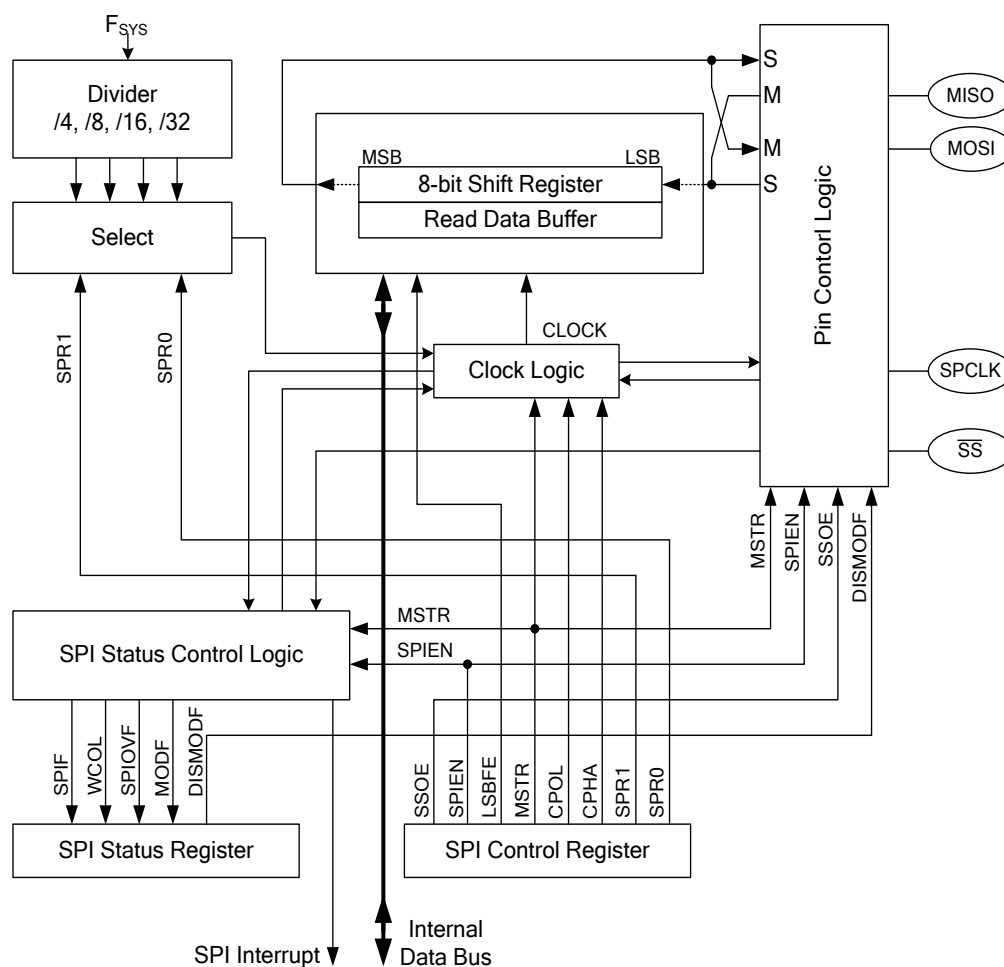 FSYS
Divider
/4, /8, /16, /32
Select
SPR1
SPR0
MSB
LSB
8-bit Shift Register
Read Data Buffer
CLOCK
Clock Logic
S
M
M
S
Pin Contorl Logic
MISO
MOSI
SPCLK
SS
MSTR
SPIEN
SSOE
DISMODF
MSTR
SPIEN
SPI Status Control Logic
SPIF
WCOL
SPIOVF
MODF
DISMODF
SPI Status Register
SSOE
SPIEN
LSBFE
MSTR
CPOL
CPHA
SPR1
SPR0
SPI Control Register
SPI Interrupt
Internal
Data Bus